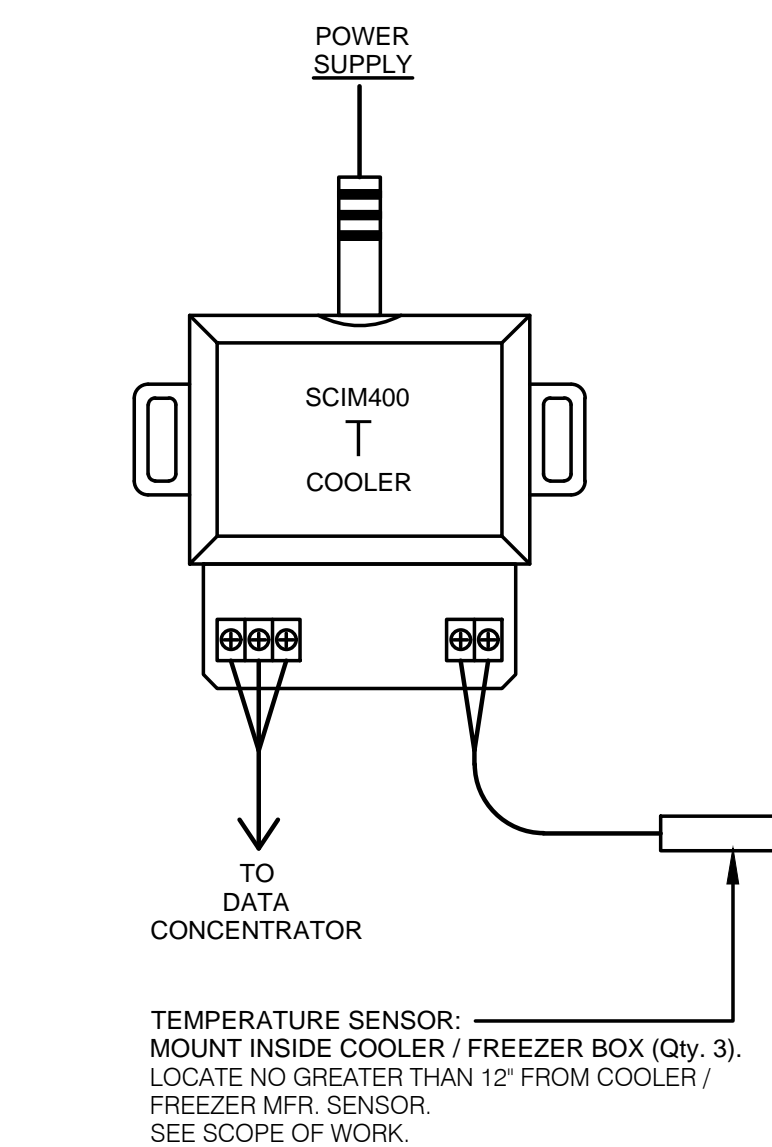 POWER
SUPPLY
SCIM400
T
COOLER
TO
DATA
CONCENTRATOR
TEMPERATURE SENSOR:
MOUNT INSIDE COOLER / FREEZER BOX (Qty. 3).
LOCATE NO GREATER THAN 12" FROM COOLER /
FREEZER MFR. SENSOR.
SEE SCOPE OF WORK.